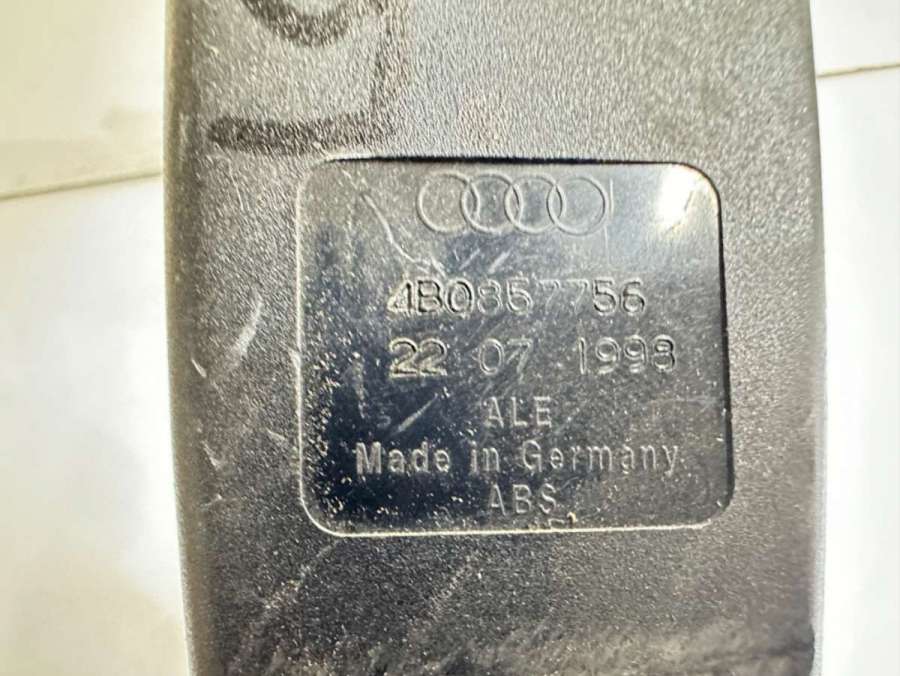 4B0857756
22 07 1998
ALE
Made in Germany
ABS